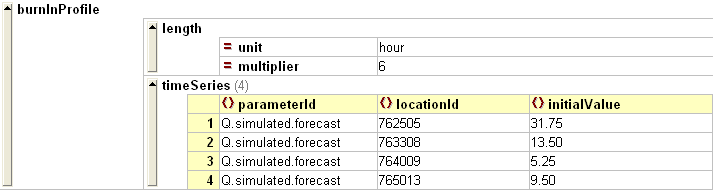 burnInProfile
length
= unit hour
= multiplier 6
timeSeries (4)
() parameterId () locationId () initialValue
1 Q.simulated.forecast 762505 31.75
2 Q.simulated.forecast 763308 13.50
3 Q.simulated.forecast 764009 5.25
4 Q.simulated.forecast 765013 9.50